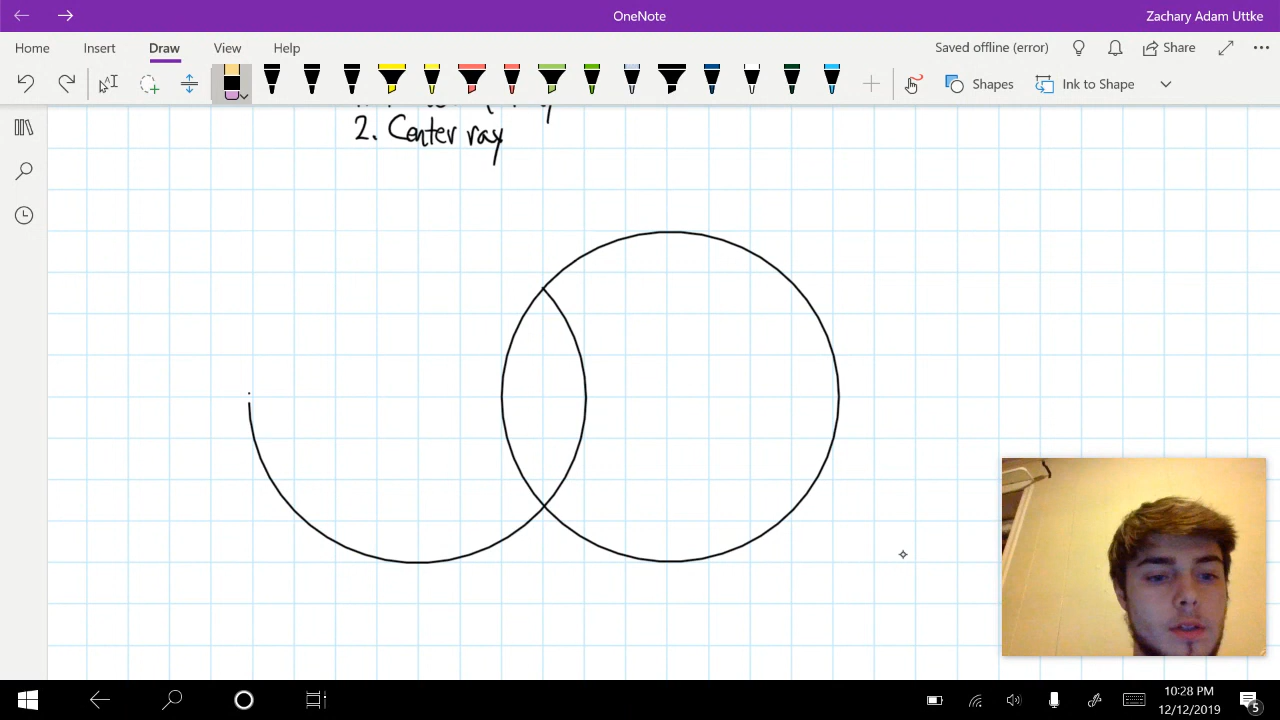 OneNote
Zachary Adam Uttke
Home Insert Draw View Help
Saved offline (error) Share
Shapes Ink to Shape
2. Center ray
10:28 PM
12/12/2019
5